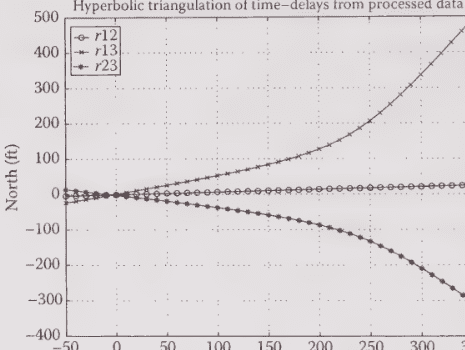 Hyperbolic triangulation of time–delays from processed data
500
400
300
200
100
0
−100
−200
−300
−400
North (ft)
r12
r13
r23
−50 0 50 100 150 200 250 300